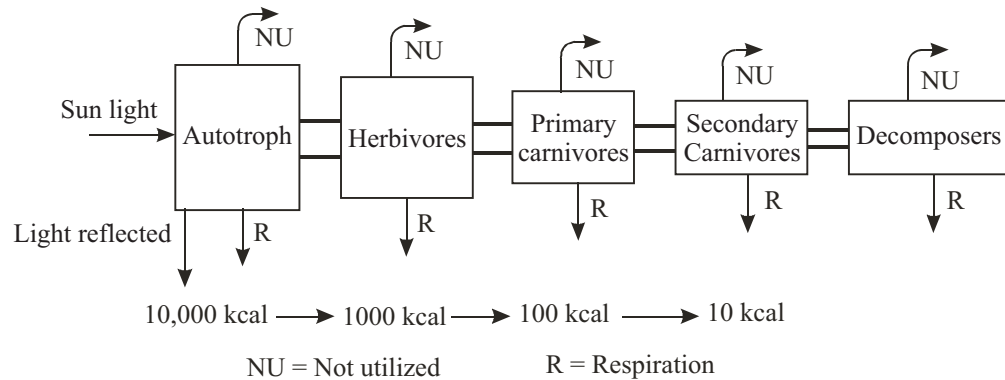 NU
NU
NU
NU
NU
Sun light
Autotroph
Herbivores
Primary
carnivores
Secondary
Carnivores
Decomposers
Light reflected
R
R
R
R
R
10,000 kcal
1000 kcal
100 kcal
10 kcal
NU = Not utilized
R = Respiration